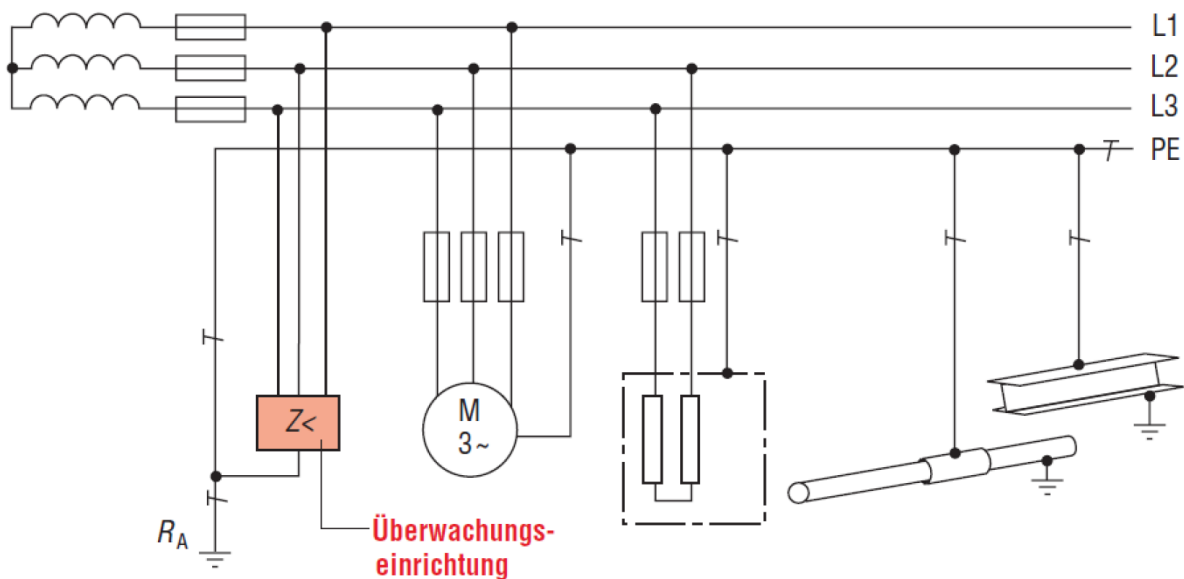 L1
L2
L3
PE
Z<
M
3~
RA
Überwachungs-
einrichtung